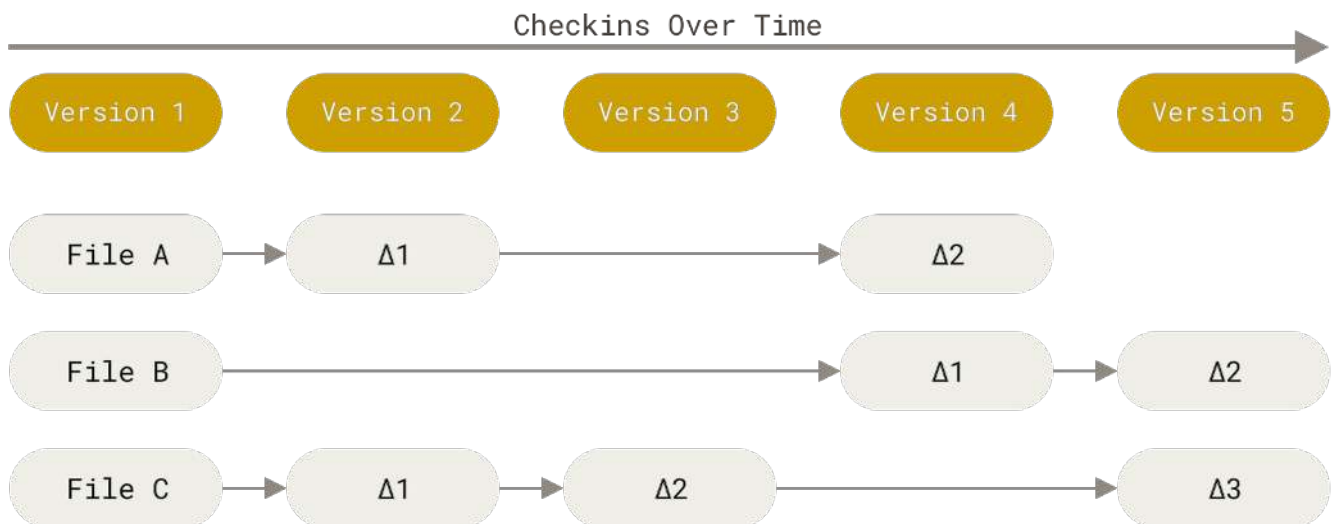 Checkins Over Time
Version 1 Version 2 Version 3 Version 4 Version 5
File A Δ1 Δ2
File B Δ1 Δ2
File C Δ1 Δ2 Δ3